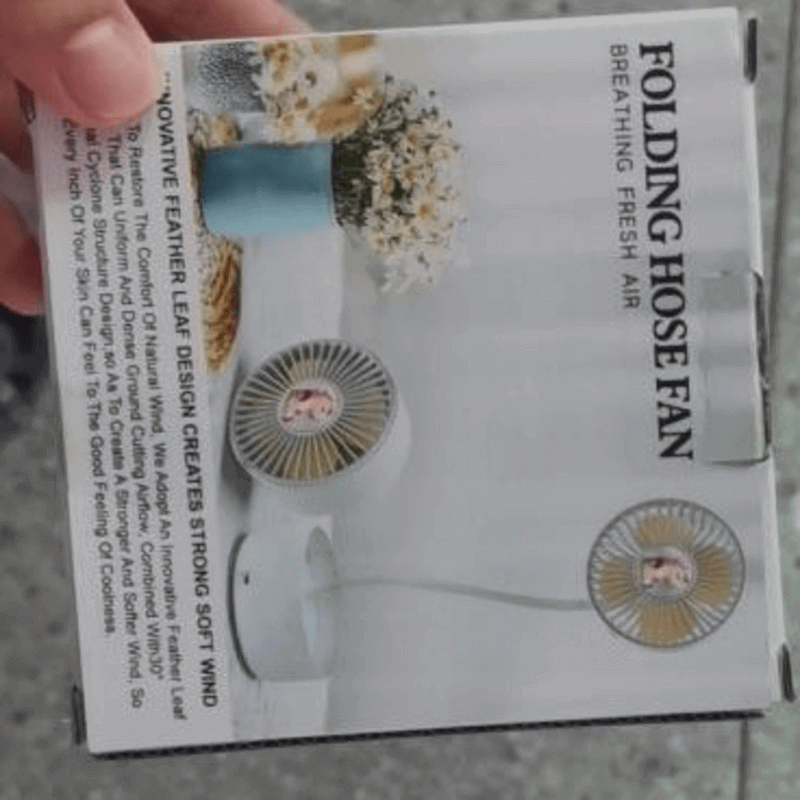 FOLDING HOSE FAN
BREATHING FRESH AIR
NOVATIVE FEATHER LEAF DESIGN CREATES STRONG SOFT WIND
To Restore The Comfort Of Natural Wind, We Adopt An Innovative Feather Leaf
That Can Uniform And Dense Ground Cutting Airflow, Combined With30°
al Cyclone Structure Design,so As To Create A Stronger And Softer Wind, So
Every Inch Of Your Skin Can Feel To The Good Feeling Of Coolness.